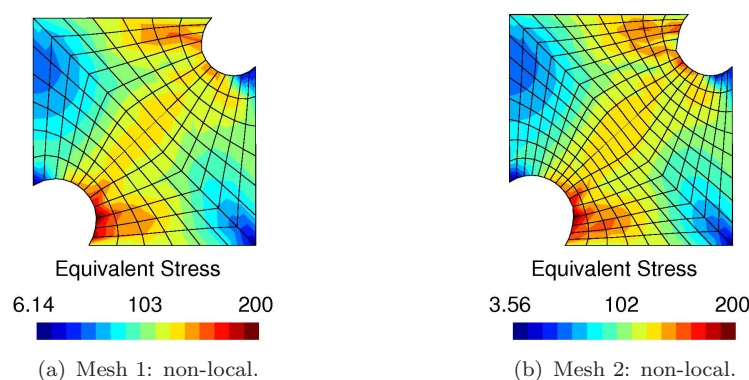 Equivalent Stress
6.14 103 200
(a) Mesh 1: non-local.
Equivalent Stress
3.56 102 200
(b) Mesh 2: non-local.